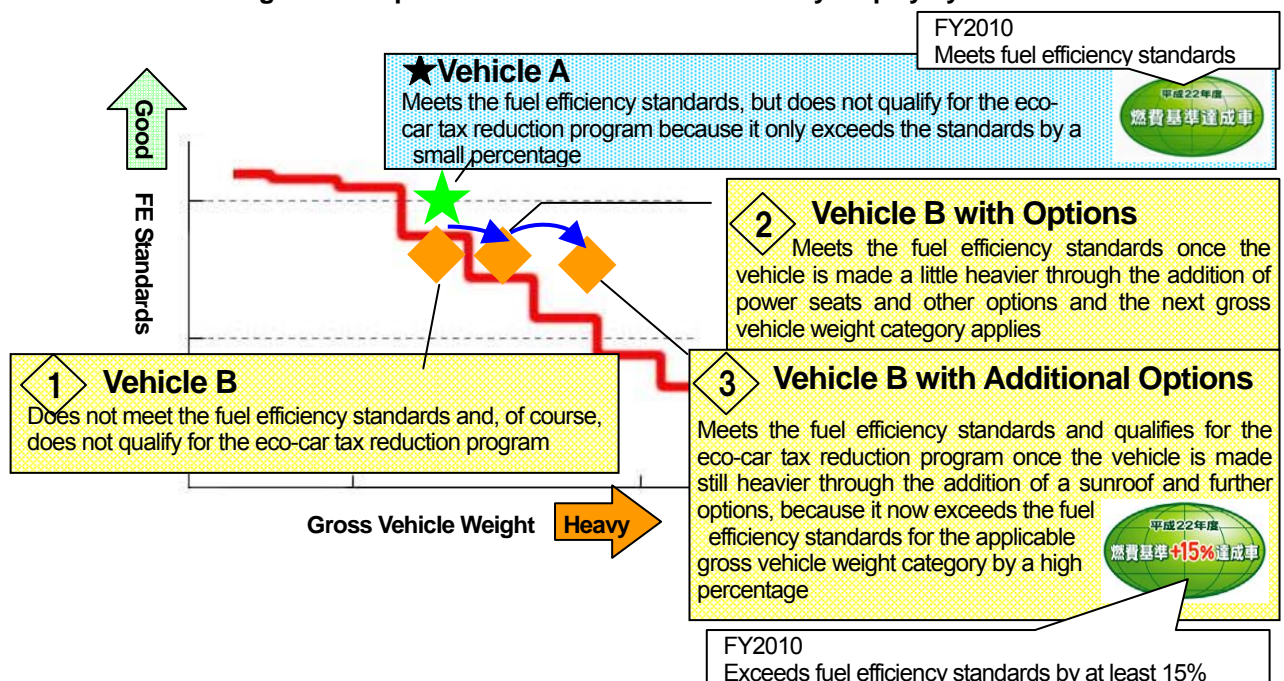 FY2010
Meets fuel efficiency standards
★Vehicle A
Meets the fuel efficiency standards, but does not qualify for the eco-
car tax reduction program because it only exceeds the standards by a
small percentage
平成22年度
燃費基準達成車
Good
FE Standards
2 Vehicle B with Options
Meets the fuel efficiency standards once the
vehicle is made a little heavier through the addition of
power seats and other options and the next gross
vehicle weight category applies
1 Vehicle B
Does not meet the fuel efficiency standards and, of course,
does not qualify for the eco-car tax reduction program
3 Vehicle B with Additional Options
Meets the fuel efficiency standards and qualifies for the
eco-car tax reduction program once the vehicle is made
still heavier through the addition of a sunroof and further
options, because it now exceeds the fuel
efficiency standards for the applicable
gross vehicle weight category by a high
percentage
平成22年度
燃費基準+15%達成車
Gross Vehicle Weight
Heavy
FY2010
Exceeds fuel efficiency standards by at least 15%